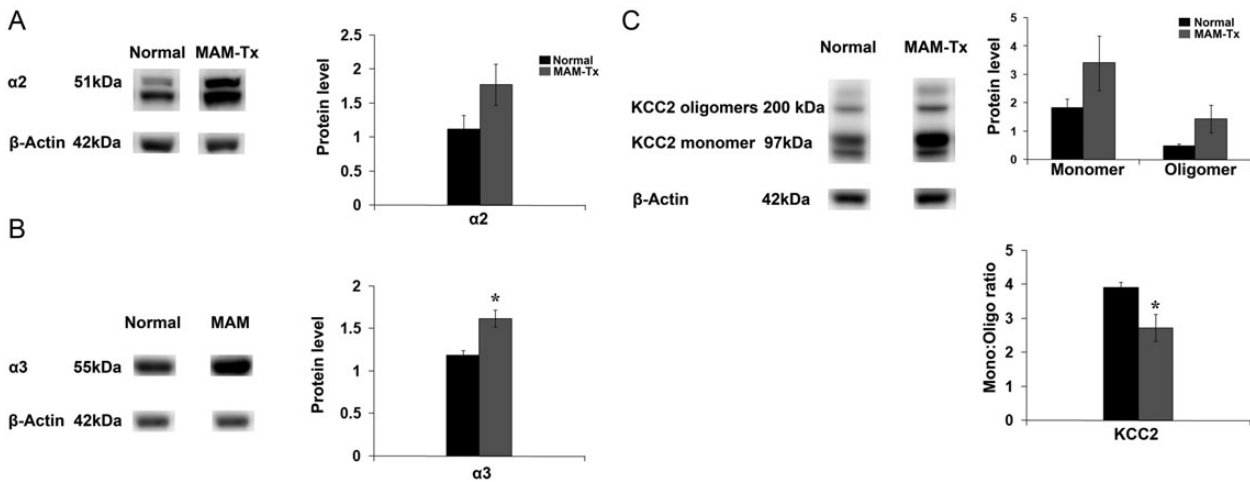 A
Normal MAM-Tx
α2 51kDa
β-Actin 42kDa
Protein level
2.5
2
1.5
1
0.5
0
α2
Normal
MAM-Tx
B
Normal MAM
α3 55kDa
β-Actin 42kDa
Protein level
2
1.5
1
0.5
0
*
α3
C
Normal MAM-Tx
KCC2 oligomers 200 kDa
KCC2 monomer 97kDa
β-Actin 42kDa
Protein level
5
4
3
2
1
0
Monomer Oligomer
Normal
MAM-Tx
Mono:Oligo ratio
5
4
3
2
1
0
*
KCC2